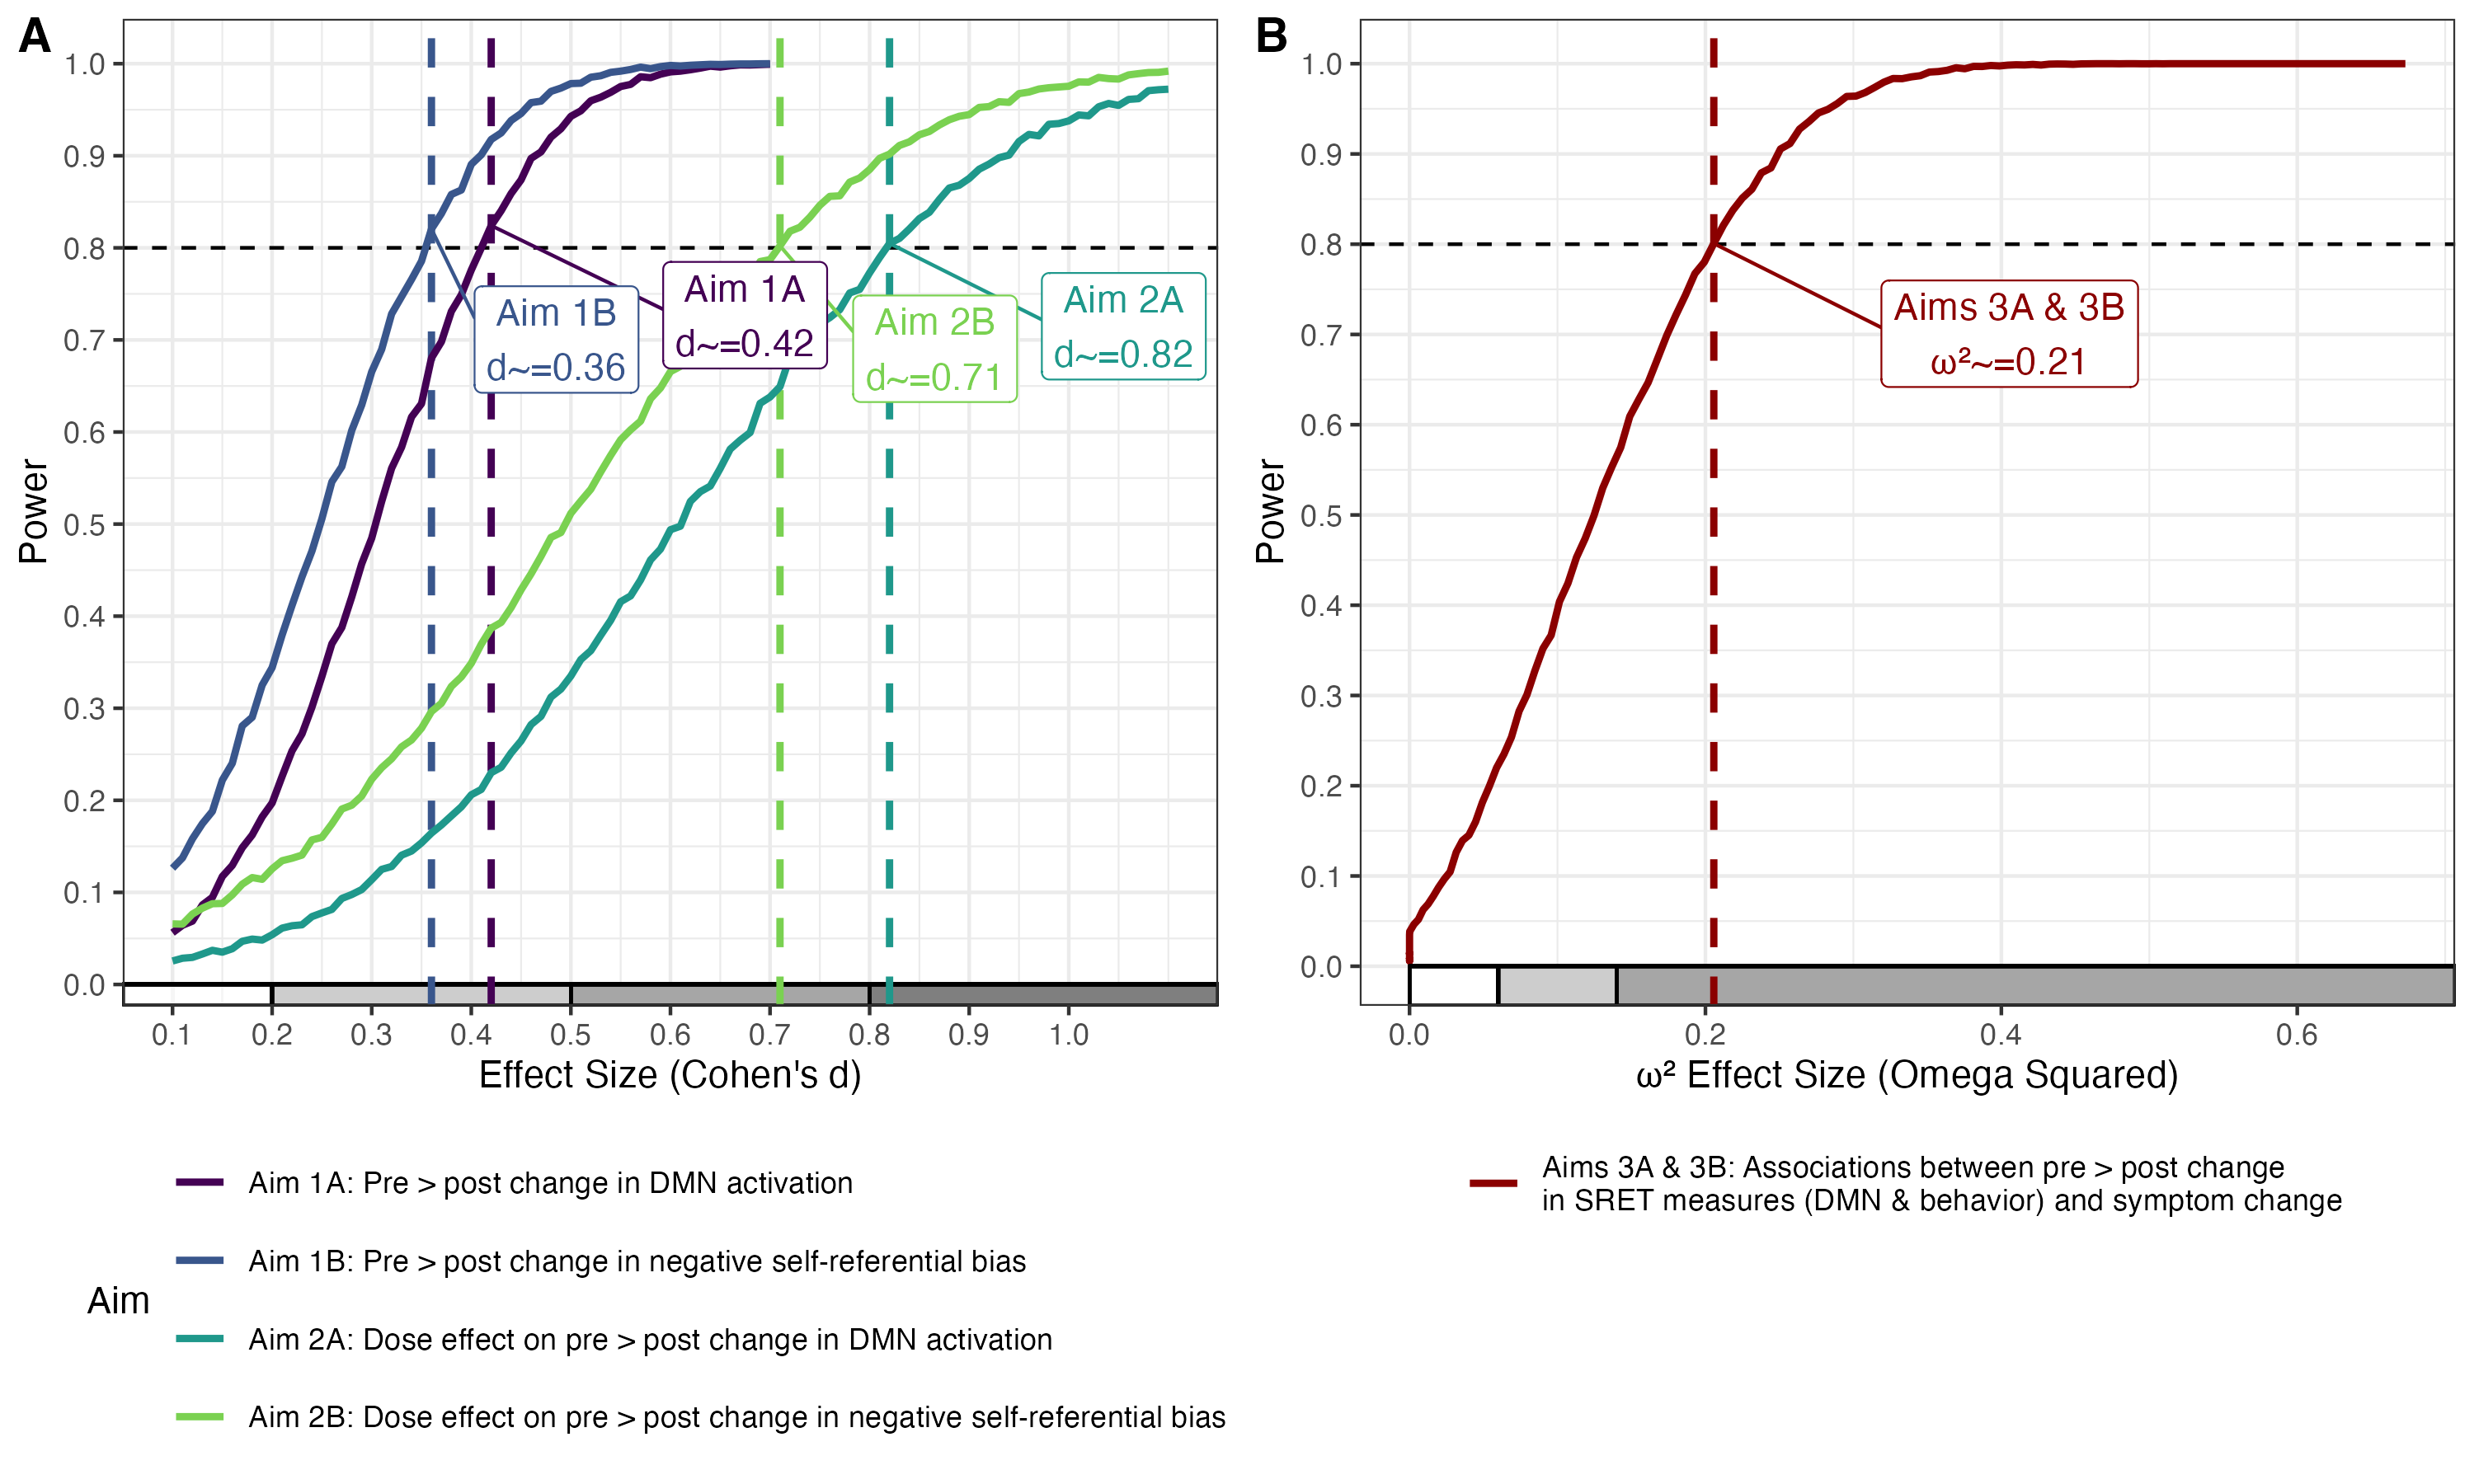 A
1.0
0.9
0.8
0.7
0.6
0.5
0.4
0.3
0.2
0.1
0.0
Power
Aim 1B
d~=0.36
Aim 1A
d~=0.42
Aim 2B
d~=0.71
Aim 2A
d~=0.82
0.1 0.2 0.3 0.4 0.5 0.6 0.7 0.8 0.9 1.0
Effect Size (Cohen's d)
Aim
Aim 1A: Pre > post change in DMN activation
Aim 1B: Pre > post change in negative self-referential bias
Aim 2A: Dose effect on pre > post change in DMN activation
Aim 2B: Dose effect on pre > post change in negative self-referential bias
B
1.0
0.9
0.8
0.7
0.6
0.5
0.4
0.3
0.2
0.1
0.0
Power
Aims 3A & 3B
ω²~=0.21
0.0 0.2 0.4 0.6
ω² Effect Size (Omega Squared)
Aims 3A & 3B: Associations between pre > post change
in SRET measures (DMN & behavior) and symptom change